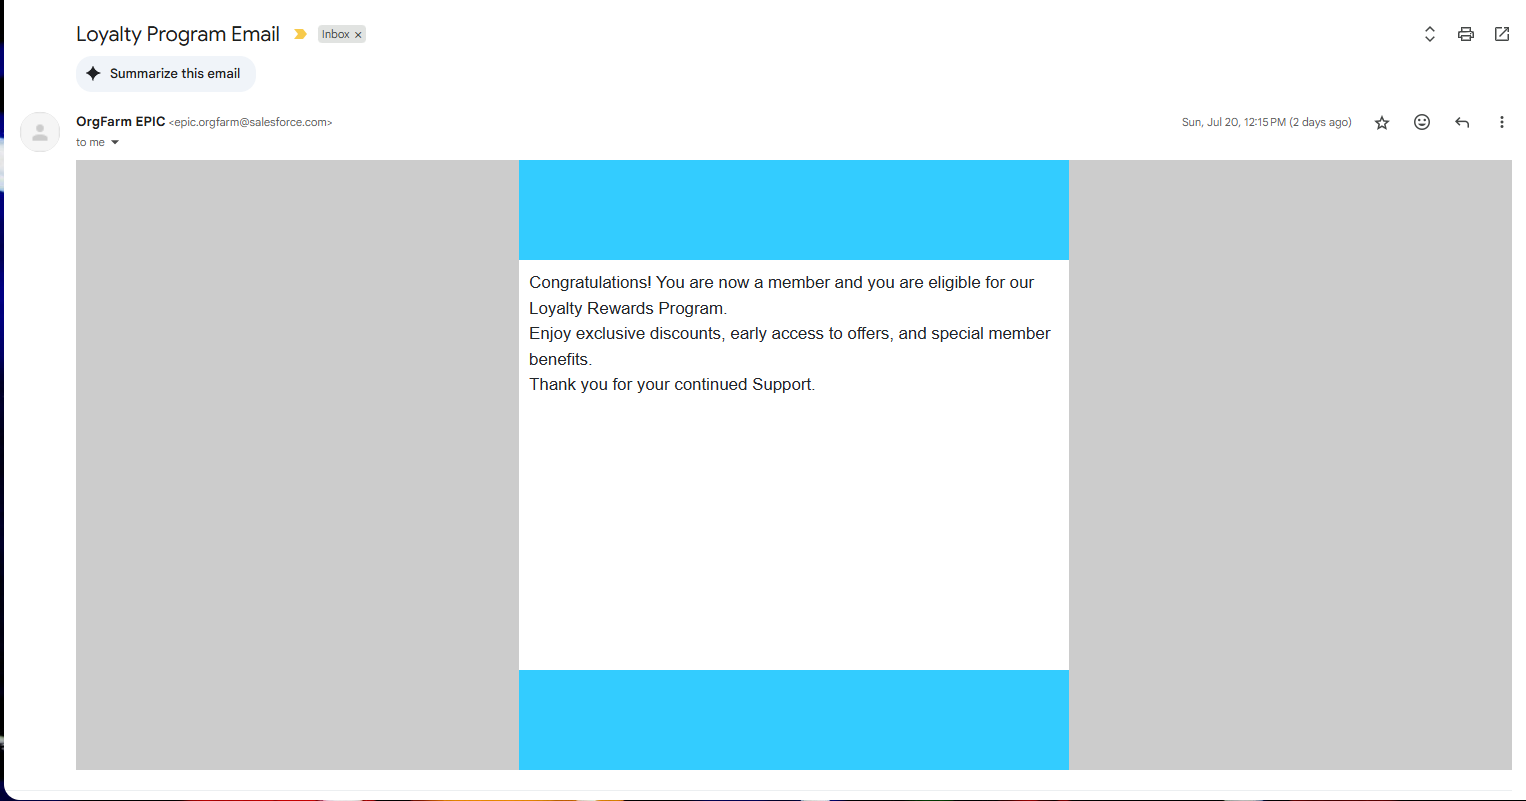 Loyalty Program Email Inbox ×
Summarize this email
OrgFarm EPIC <epic.orgfarm@salesforce.com> Sun, Jul 20, 12:15 PM (2 days ago)
to me
Congratulations! You are now a member and you are eligible for our
Loyalty Rewards Program.
Enjoy exclusive discounts, early access to offers, and special member
benefits.
Thank you for your continued Support.